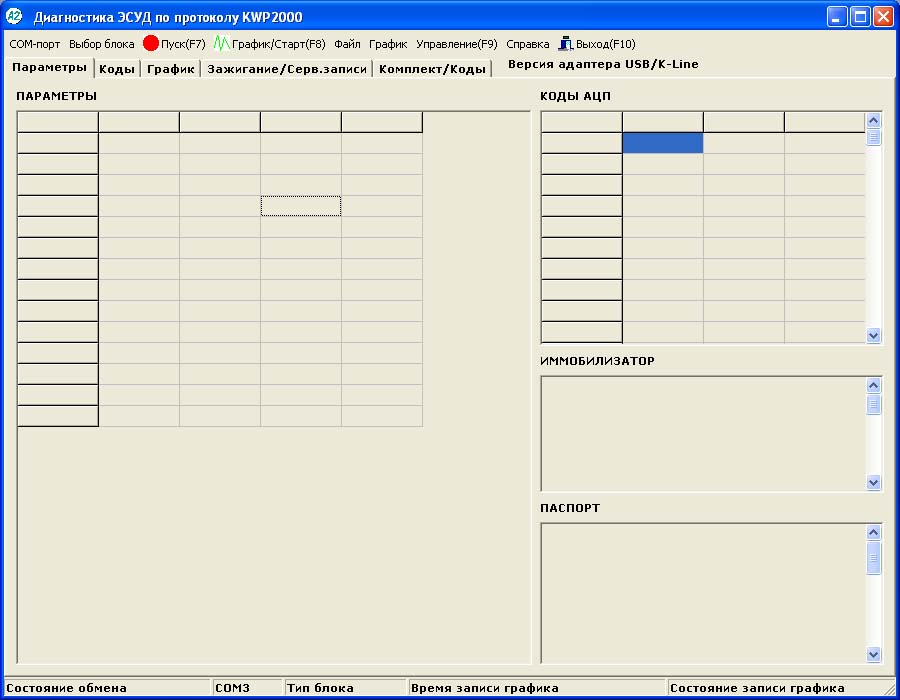 A2 Диагностика ЭСУД по протоколу KWP2000
COM-порт Выбор блока Пуск(F7) График/Старт(F8) Файл График Управление(F9) Справка Выход(F10)
Параметры Коды График Зажигание/Серв.записи Комплект/Коды Версия адаптера USB/K-Line
ПАРАМЕТРЫ
КОДЫ АЦП
ИММОБИЛИЗАТОР
ПАСПОРТ
Состояние обмена COM3 Тип блока Время записи графика Состояние записи графика